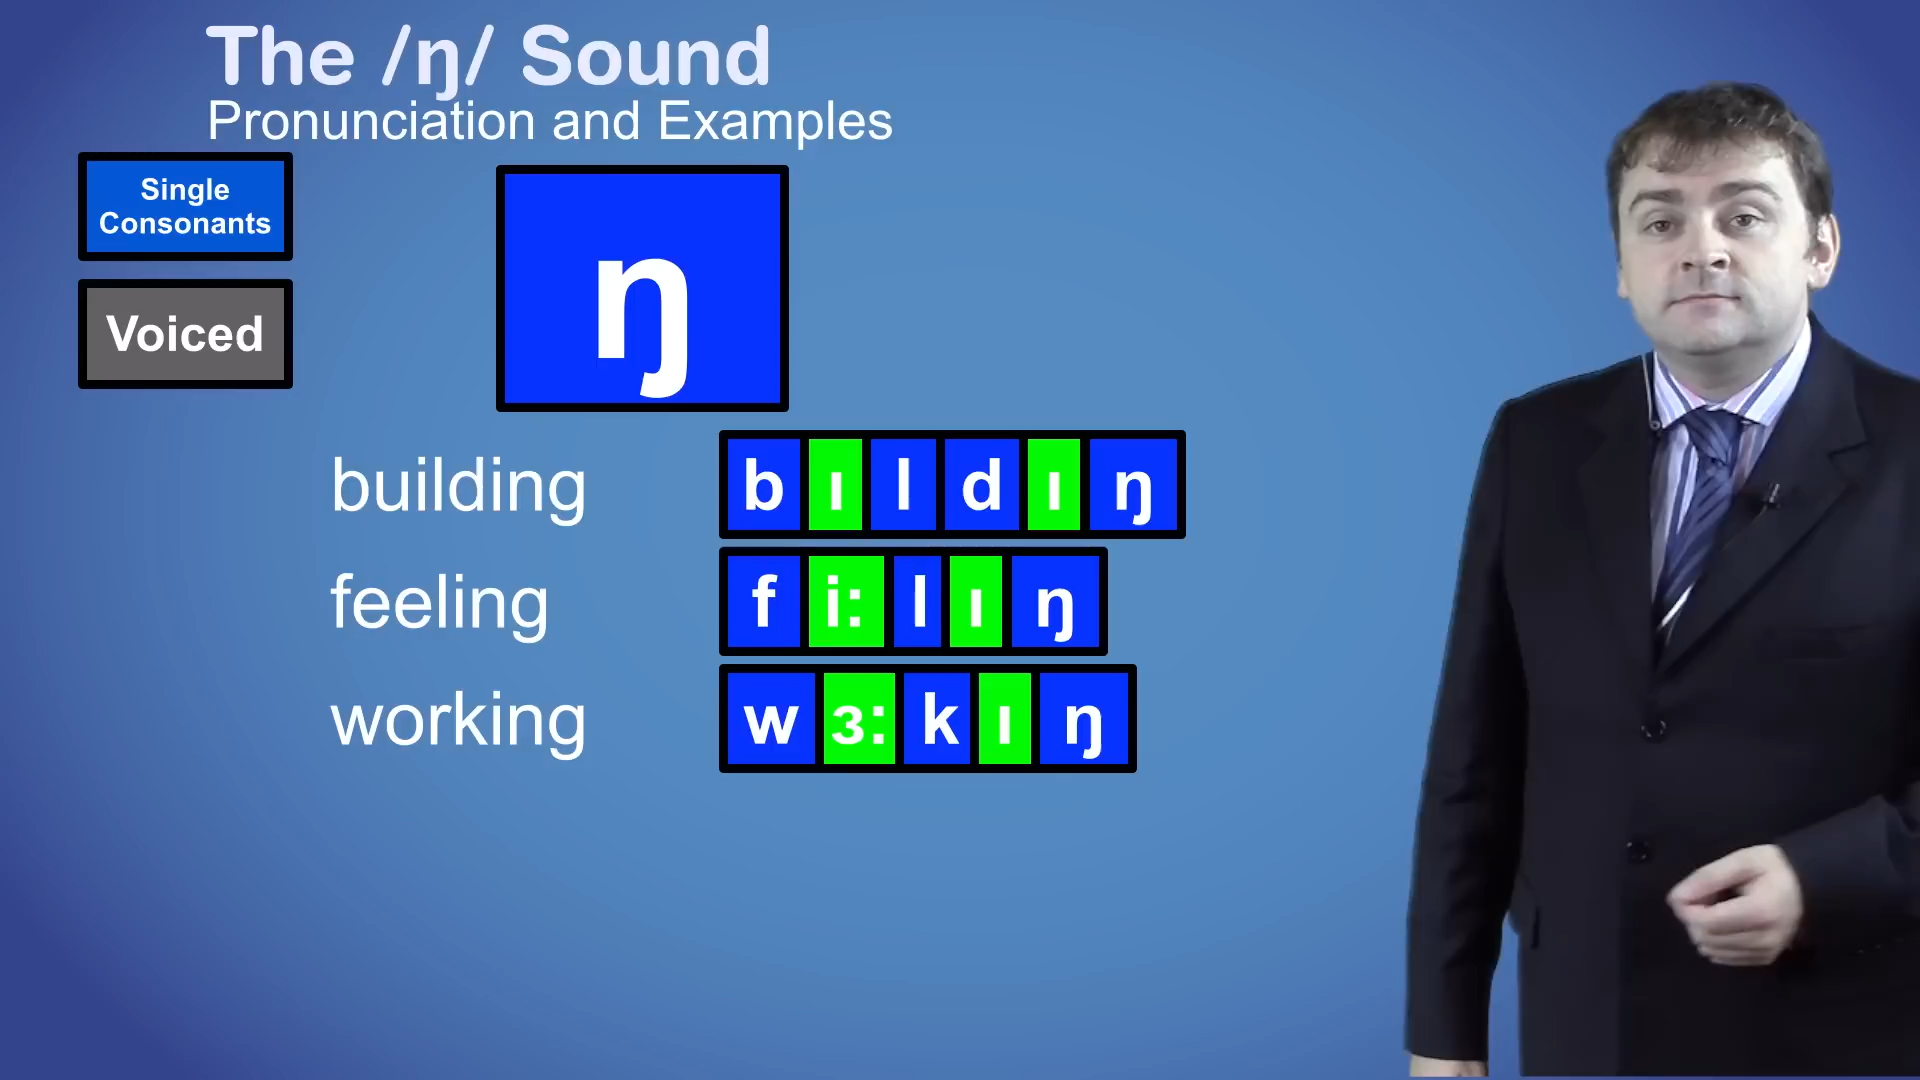 The /ŋ/ Sound
Pronunciation and Examples
Single
Consonants
Voiced
ŋ
building b ɪ l d ɪ ŋ
feeling f i: l ɪ ŋ
working w ɜ: k ɪ ŋ